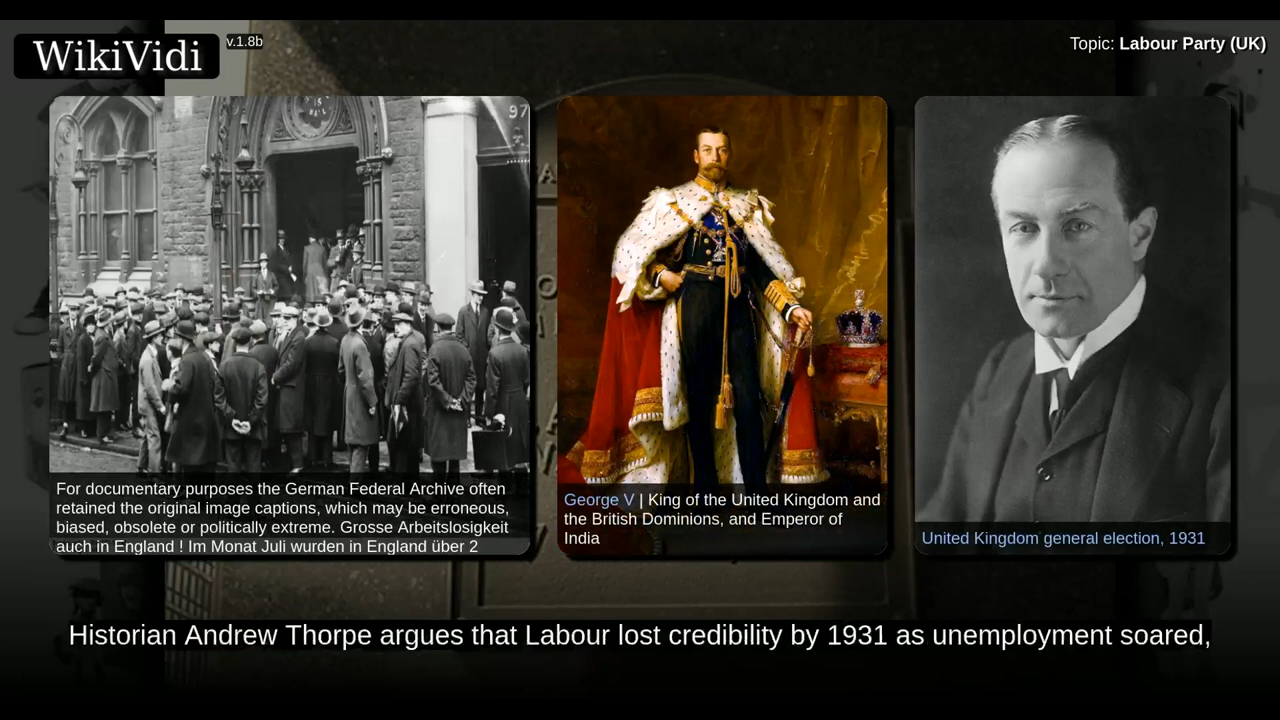 WikiVidi
v.1.8b
Topic: Labour Party (UK)
97
For documentary purposes the German Federal Archive often
retained the original image captions, which may be erroneous,
biased, obsolete or politically extreme. Grosse Arbeitslosigkeit
auch in England ! Im Monat Juli wurden in England über 2
George V | King of the United Kingdom and
the British Dominions, and Emperor of
India
United Kingdom general election, 1931
Historian Andrew Thorpe argues that Labour lost credibility by 1931 as unemployment soared,